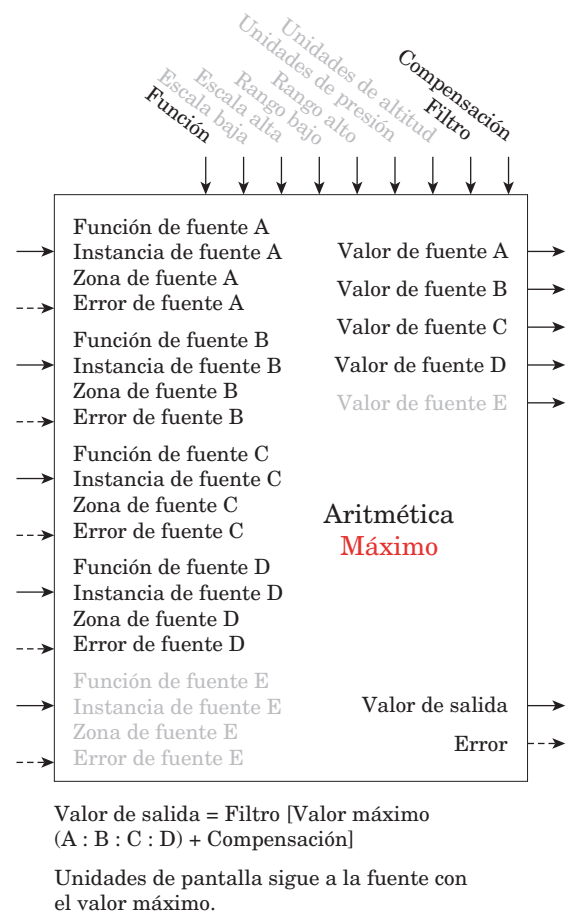 Función
Escala baja
Escala alta
Rango bajo
Rango alto
Unidades de presión
Unidades de altitud
Filtro
Compensación
Función de fuente A
Instancia de fuente A
Zona de fuente A
Error de fuente A
Función de fuente B
Instancia de fuente B
Zona de fuente B
Error de fuente B
Función de fuente C
Instancia de fuente C
Zona de fuente C
Error de fuente C
Función de fuente D
Instancia de fuente D
Zona de fuente D
Error de fuente D
Función de fuente E
Instancia de fuente E
Zona de fuente E
Error de fuente E
Valor de fuente A
Valor de fuente B
Valor de fuente C
Valor de fuente D
Valor de fuente E
Aritmética
Máximo
Valor de salida
Error
Valor de salida = Filtro [Valor máximo
(A : B : C : D) + Compensación]
Unidades de pantalla sigue a la fuente con
el valor máximo.